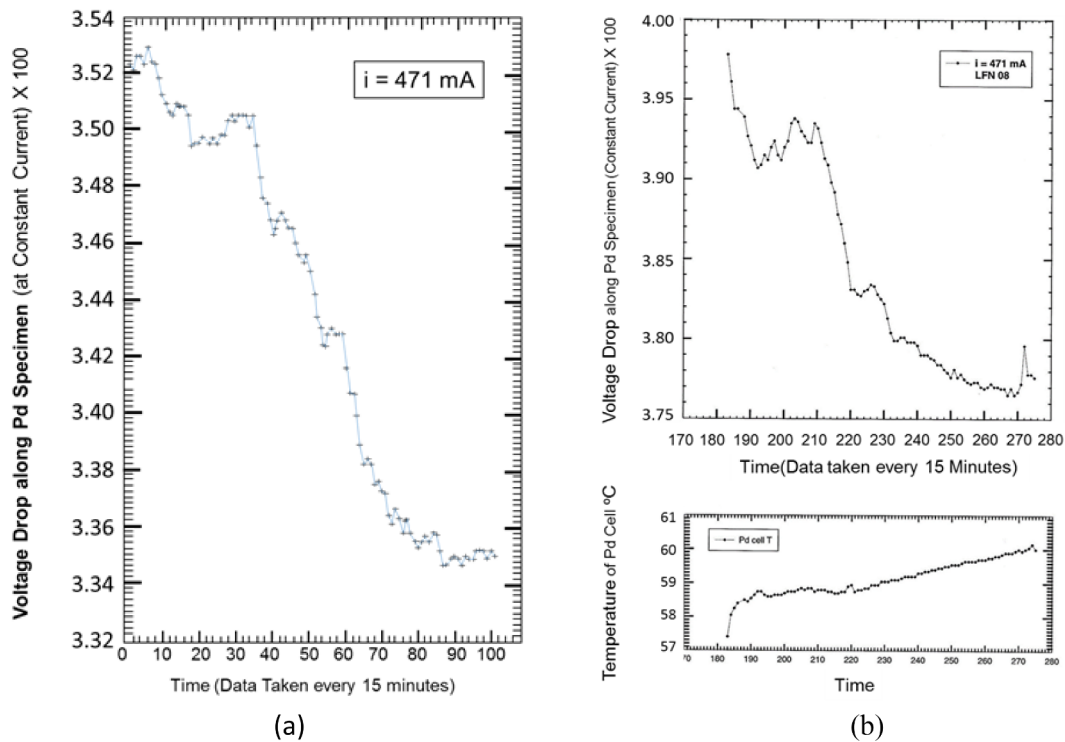 Voltage Drop along Pd Specimen (at Constant Current) X 100
3.54
3.52
3.50
3.48
3.46
3.44
3.42
3.40
3.38
3.36
3.34
3.32
i = 471 mA
0 10 20 30 40 50 60 70 80 90 100
Time (Data Taken every 15 minutes)
(a)
Voltage Drop along Pd Specimen (Constant Current) X 100
4.00
3.95
3.90
3.85
3.80
3.75
i = 471 mA
LFN 08
170 180 190 200 210 220 230 240 250 260 270 280
Time(Data taken every 15 Minutes)
Temperature of Pd Cell ºC
61
60
59
58
57
Pd cell T
70 180 190 200 210 220 230 240 250 260 270 280
Time
(b)